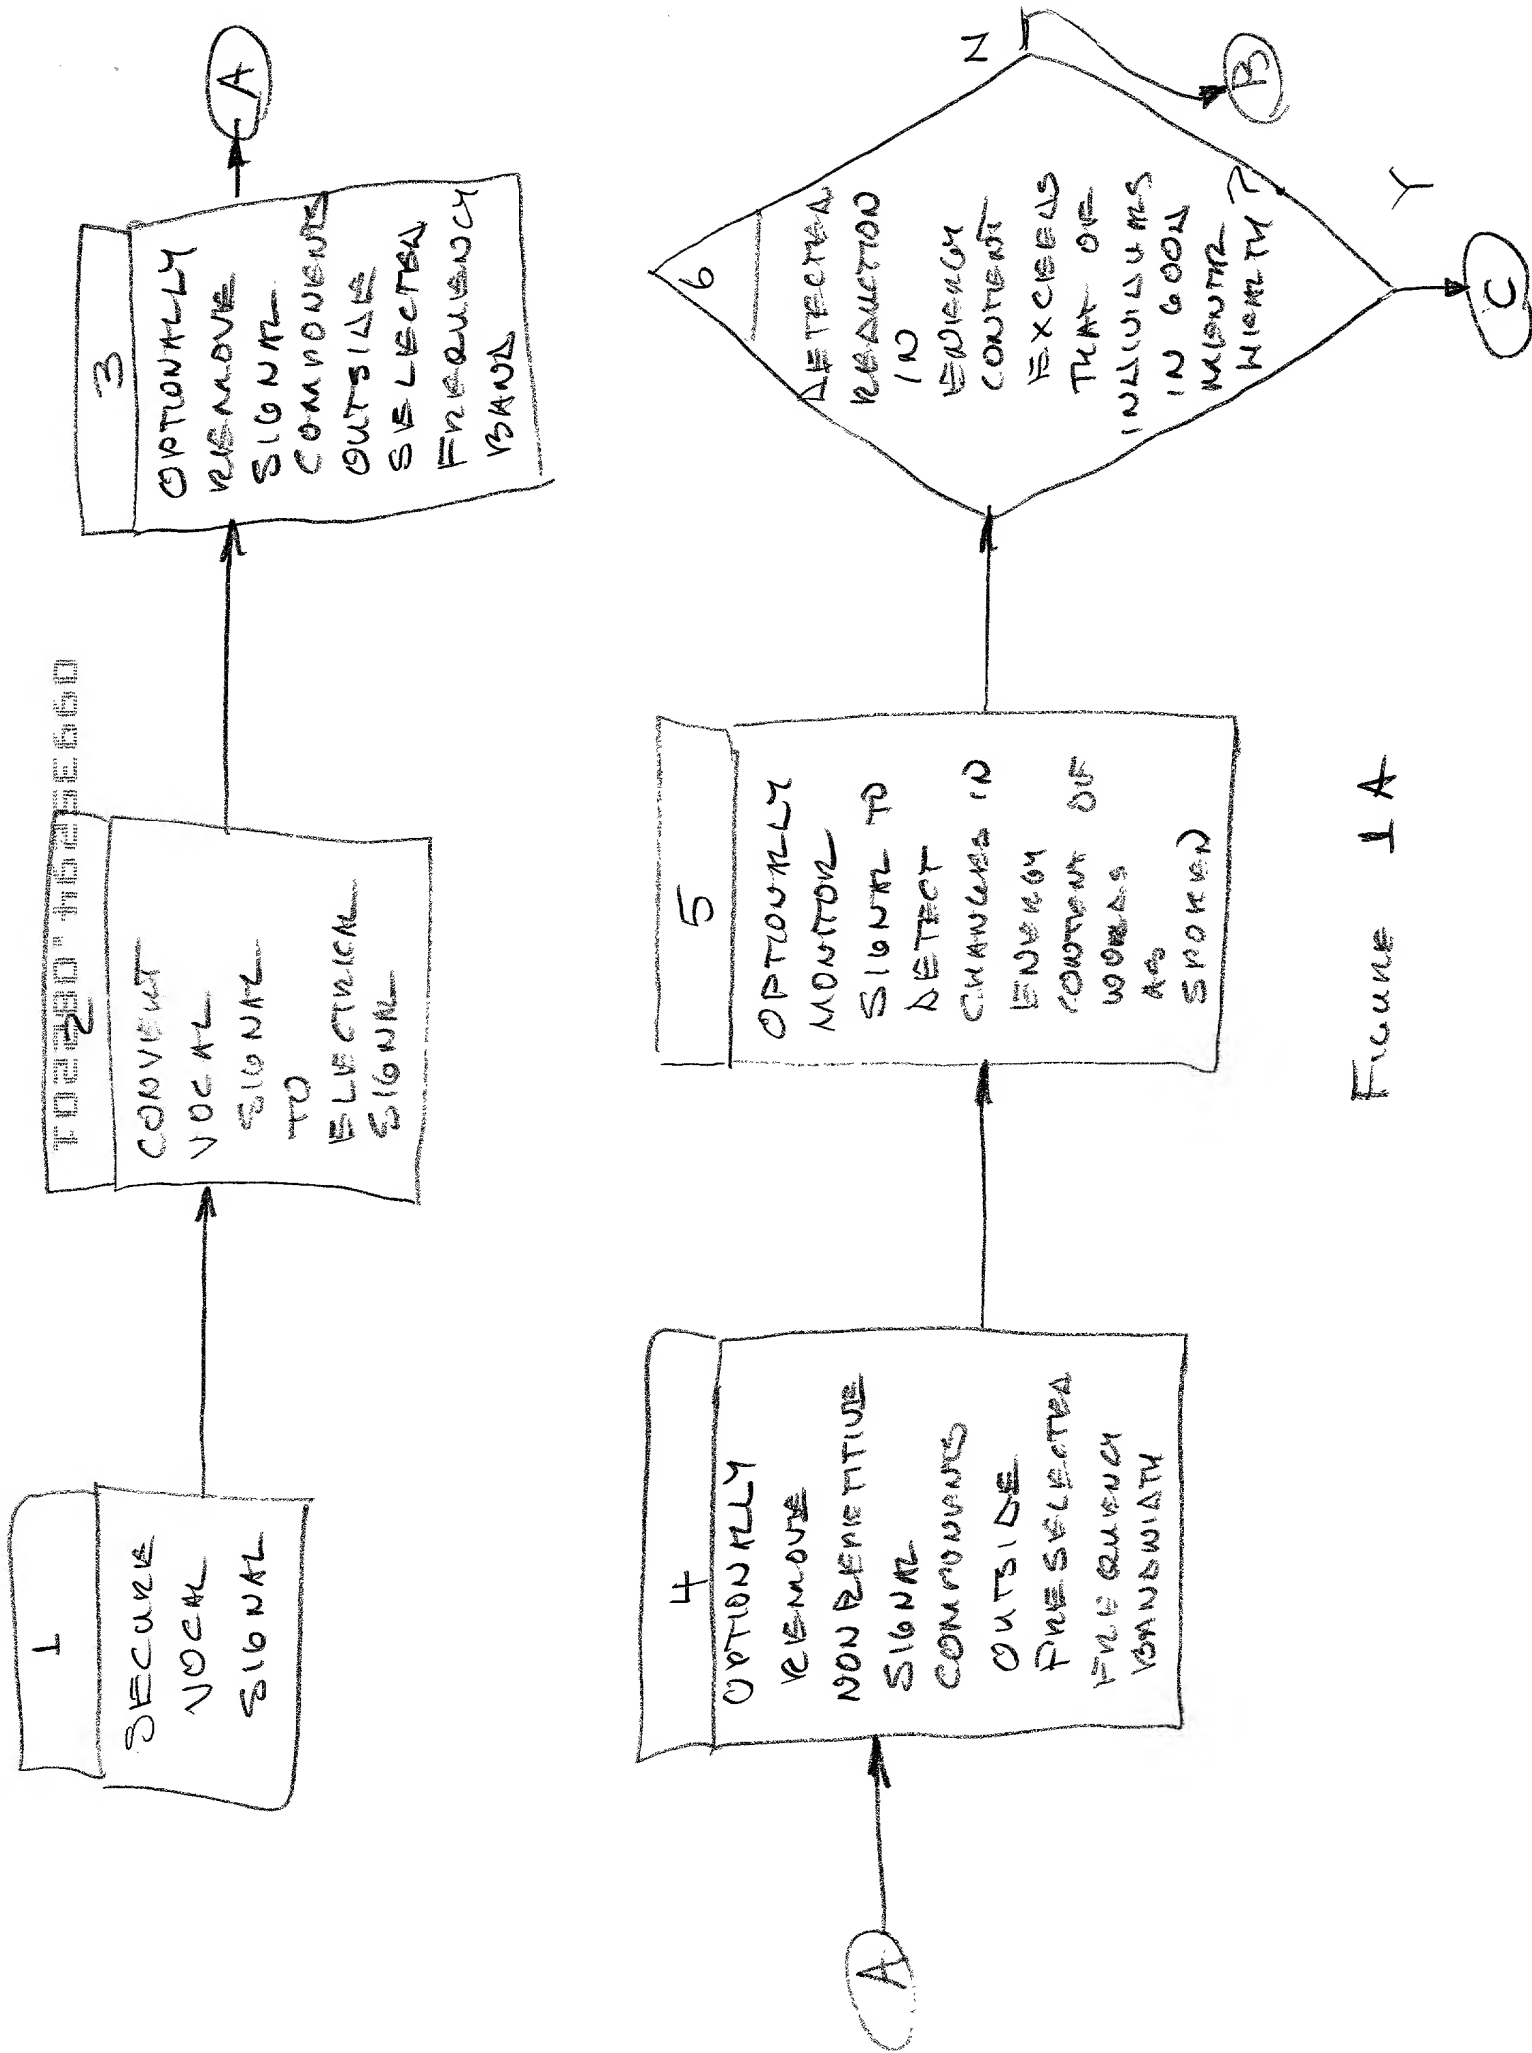 1
SECURE
VOCAL
SIGNAL
09935294.082201
2
CONVERT
VOCAL
SIGNAL
TO
ELECTRICAL
SIGNAL
3
OPTIONALLY
REMOVE
SIGNAL
COMPONENTS
OUTSIDE
SELECTED
FREQUENCY
BAND
A
A
4
OPTIONALLY
REMOVE
NONREPETITIVE
SIGNAL
COMPONENTS
OUTSIDE
PRESELECTED
FREQUENCY
BANDWIDTH
5
OPTIONALLY
MONITOR
SIGNAL TO
DETECT
CHANGES IN
ENERGY
CONTENT OF
WORDS
AS
SPOKEN
6
DETECTED
REDUCTION
IN
ENERGY
CONTENT
EXCEEDS
THAT OF
INDIVIDUALS
IN GOOD
MENTAL
HEALTH?
N
B
Y
C
FIGURE 1A